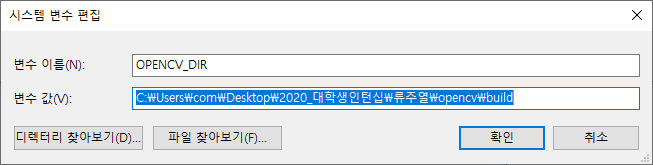 시스템 변수 편집
변수 이름(N): OPENCV_DIR
변수 값(V): C:₩Users₩com₩Desktop₩2020_대학생인턴십₩류주열₩opencv₩build
디렉터리 찾아보기(D)... 파일 찾아보기(F)... 확인 취소